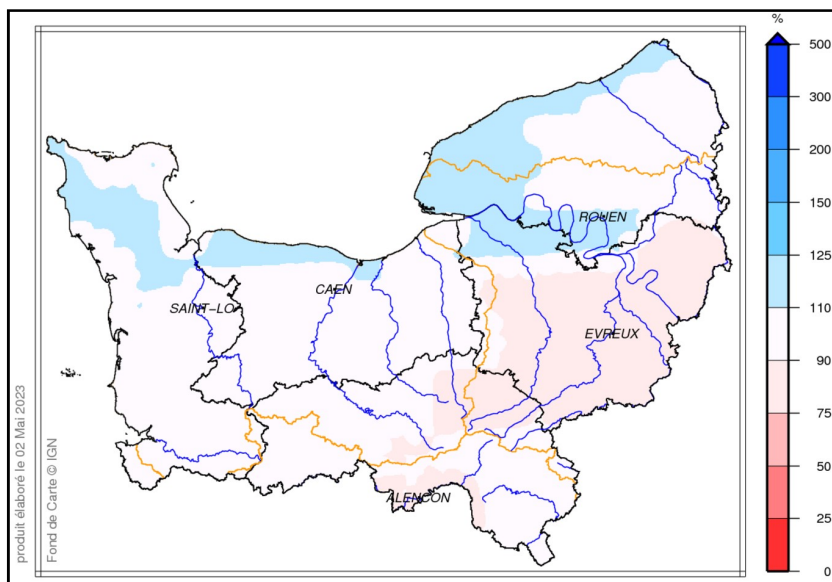 %
500
300
200
150
125
110
90
75
50
25
0
ROUEN
CAEN
SAINT-LO
EVREUX
ALENCON
produit élaboré le 02 Mai 2023
Fond de Carte © IGN